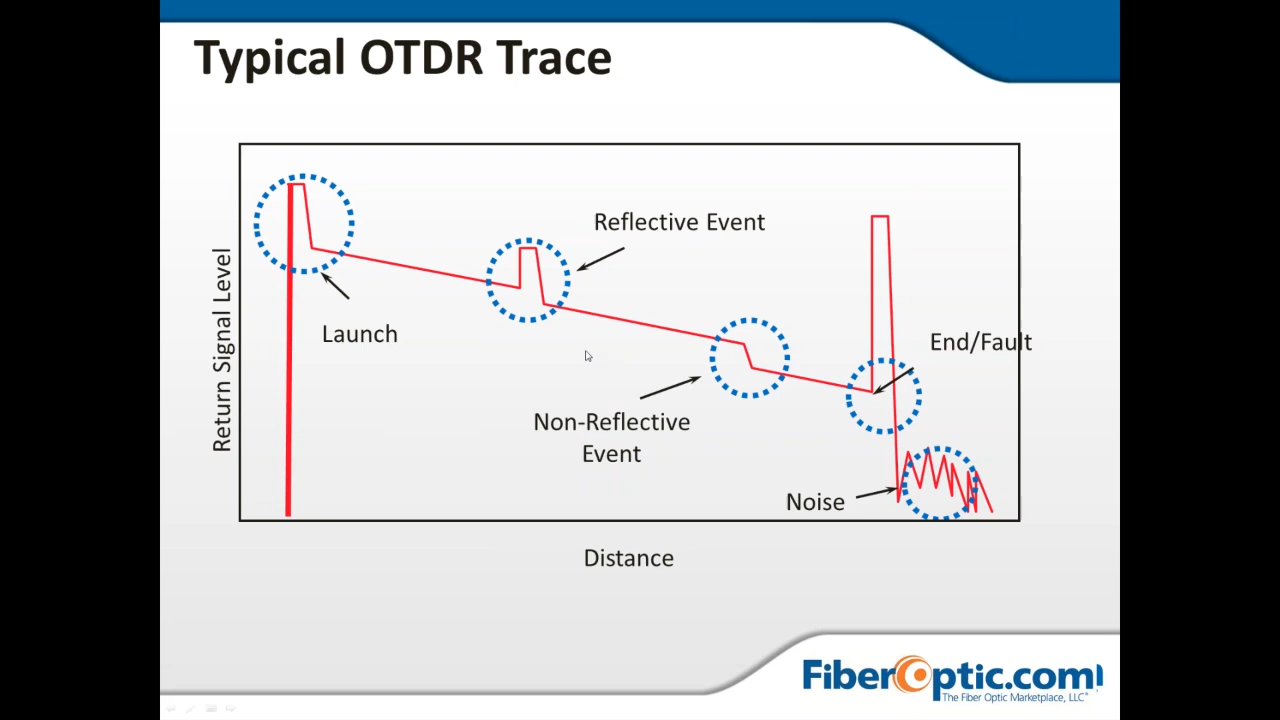 Typical OTDR Trace
Reflective Event
Launch
End/Fault
Return Signal Level
Non-Reflective
Event
Noise
Distance
FiberOptic.com
The Fiber Optic Marketplace, LLC